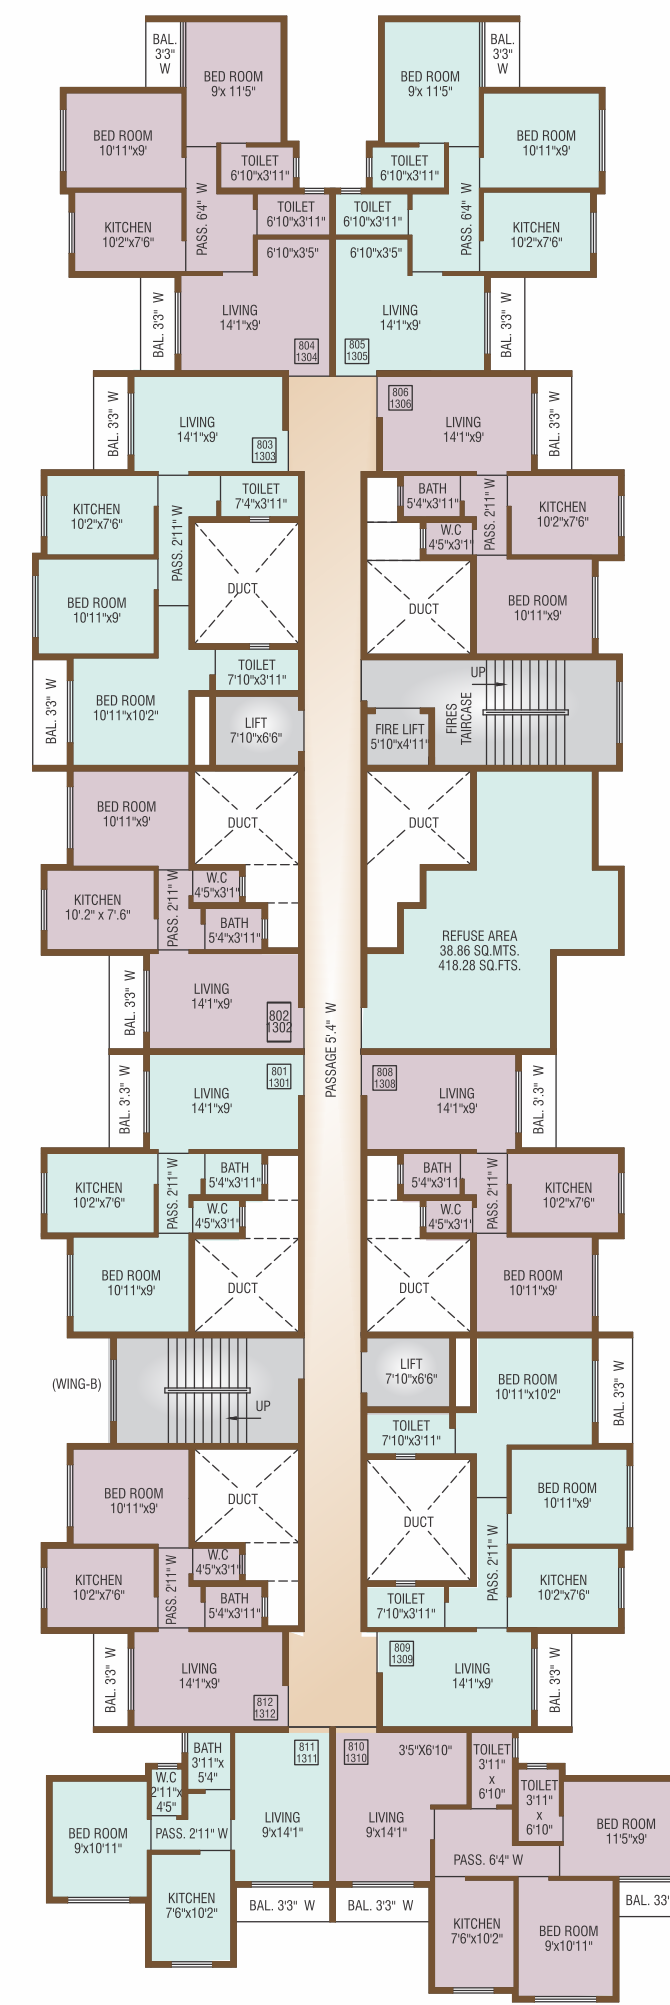 BAL.
3'3"
W
BED ROOM
9'x 11'5"
BED ROOM
9'x 11'5"
BAL.
3'3"
W
BED ROOM
10'11"x9'
TOILET
6'10"x3'11"
TOILET
6'10"x3'11"
BED ROOM
10'11"x9'
PASS. 6'4" W
PASS. 6'4" W
KITCHEN
10'2"x7'6"
TOILET
6'10"x3'11"
TOILET
6'10"x3'11"
KITCHEN
10'2"x7'6"
6'10"x3'5"
6'10"x3'5"
BAL. 3'3" W
LIVING
14'1"x9'
804
1304
805
1305
LIVING
14'1"x9'
BAL. 3'3" W
BAL. 3'3" W
LIVING
14'1"x9'
803
1303
806
1306
LIVING
14'1"x9'
BAL. 3'3" W
KITCHEN
10'2"x7'6"
PASS. 2'11" W
TOILET
7'4"x3'11"
BATH
5'4"x3'11"
PASS. 2'11" W
KITCHEN
10'2"x7'6"
W.C
4'5"x3'1"
BED ROOM
10'11"x9'
DUCT
DUCT
BED ROOM
10'11"x9'
BAL. 3'3" W
BED ROOM
10'11"x10'2"
TOILET
7'10"x3'11"
LIFT
7'10"x6'6"
UP
FIRES
TAIRCASE
FIRE LIFT
5'10"x4'11"
BED ROOM
10'11"x9'
DUCT
DUCT
KITCHEN
10'.2" x 7'.6"
PASS. 2'11" W
W.C
4'5"x3'1"
BATH
5'4"x3'11"
REFUSE AREA
38.86 SQ.MTS.
418.28 SQ.FTS.
BAL. 3'3" W
LIVING
14'1"x9'
802
1302
PASSAGE 5'.4" W
BAL. 3'.3" W
LIVING
14'1"x9'
801
1301
808
1308
LIVING
14'1"x9'
BAL. 3'.3" W
KITCHEN
10'2"x7'6"
PASS. 2'11" W
BATH
5'4"x3'11"
W.C
4'5"x3'1"
BATH
5'4"x3'11
W.C
4'5"x3'1'
PASS. 2'11" W
KITCHEN
10'2"x7'6"
BED ROOM
10'11"x9'
DUCT
DUCT
BED ROOM
10'11"x9'
(WING-B)
UP
LIFT
7'10"x6'6"
BED ROOM
10'11"x10'2"
BAL. 3'3" W
TOILET
7'10"x3'11"
BED ROOM
10'11"x9'
DUCT
DUCT
BED ROOM
10'11"x9'
KITCHEN
10'2"x7'6"
PASS. 2'11" W
W.C
4'5"x3'1"
BATH
5'4"x3'11"
TOILET
7'10"x3'11"
PASS. 2'11" W
KITCHEN
10'2"x7'6"
BAL. 3'3" W
LIVING
14'1"x9'
812
1312
809
1309
LIVING
14'1"x9'
BAL. 3'3" W
BATH
3'11"x
5'4"
W.C
2'11"x
4'5"
811
1311
810
1310
3'5"X6'10"
TOILET
3'11"
x
6'10"
TOILET
3'11"
x
6'10"
BED ROOM
9'x10'11"
PASS. 2'11" W
LIVING
9'x14'1"
LIVING
9'x14'1"
BED ROOM
11'5"x9'
PASS. 6'4" W
KITCHEN
7'6"x10'2"
BAL. 3'3" W
BAL. 3'3" W
KITCHEN
7'6"x10'2"
BED ROOM
9'x10'11"
BAL. 33'